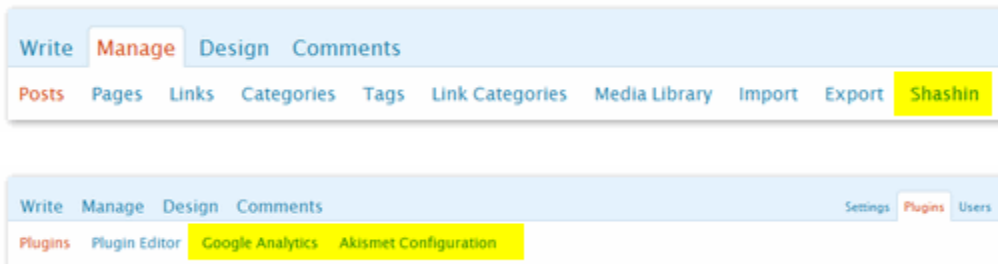 Write Manage Design Comments
Posts Pages Links Categories Tags Link Categories Media Library Import Export Shashin
Write Manage Design Comments Settings Plugins Users
Plugins Plugin Editor Google Analytics Akismet Configuration